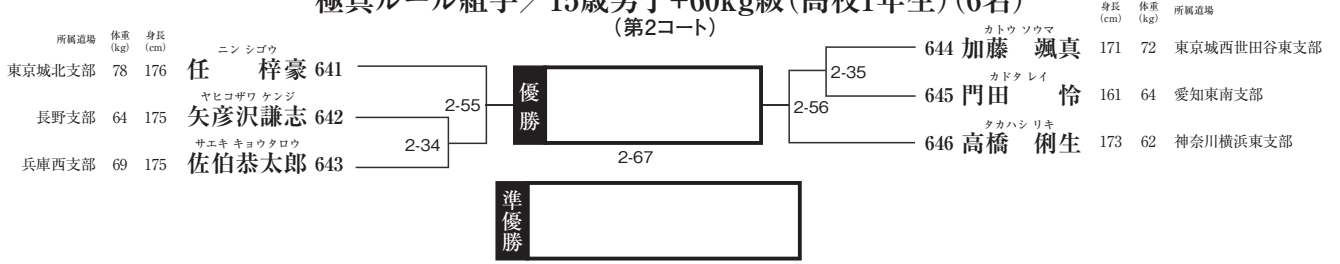 極真ルール組手／15歳男子+60kg級(高校1年生)(6名)
(第2コート)
所属道場 体重(kg) 身長(cm)
ニン シゴウ
東京城北支部 78 176 任 梓豪 641
ヤヒコザワ ケンジ
長野支部 64 175 矢彦沢謙志 642
サエキ キョウタロウ
兵庫西支部 69 175 佐伯恭太郎 643
2-55
2-34
優勝
2-67
準優勝
身長(cm) 体重(kg) 所属道場
カトウ ソウマ
644 加藤 颯真 171 72 東京城西世田谷東支部
カドタ レイ
645 門田 怜 161 64 愛知東南支部
タカハシ リキ
646 高橋 俐生 173 62 神奈川横浜東支部
2-35
2-56